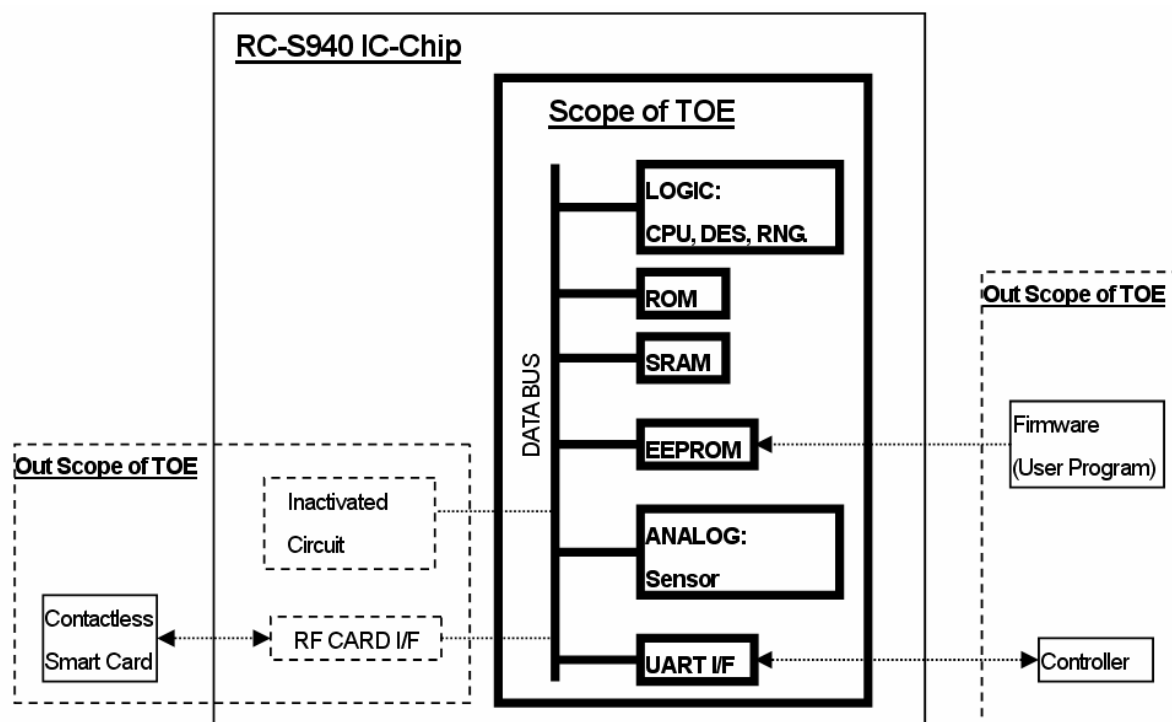 RC-S940 IC-Chip
Scope of TOE
LOGIC:
CPU, DES, RNG.
ROM
SRAM
DATA BUS
EEPROM
ANALOG:
Sensor
UART I/F
Out Scope of TOE
Firmware
(User Program)
Controller
Out Scope of TOE
Inactivated
Circuit
Contactless
Smart Card
RF CARD I/F